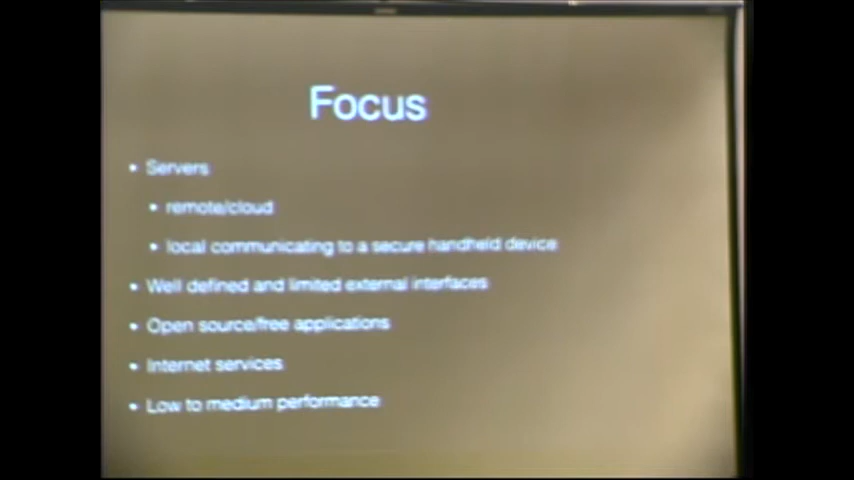 Focus
• Servers
• remote/cloud
• local communicating to a secure handheld device
• Well defined and limited external interfaces
• Open source/free applications
• Internet services
• Low to medium performance